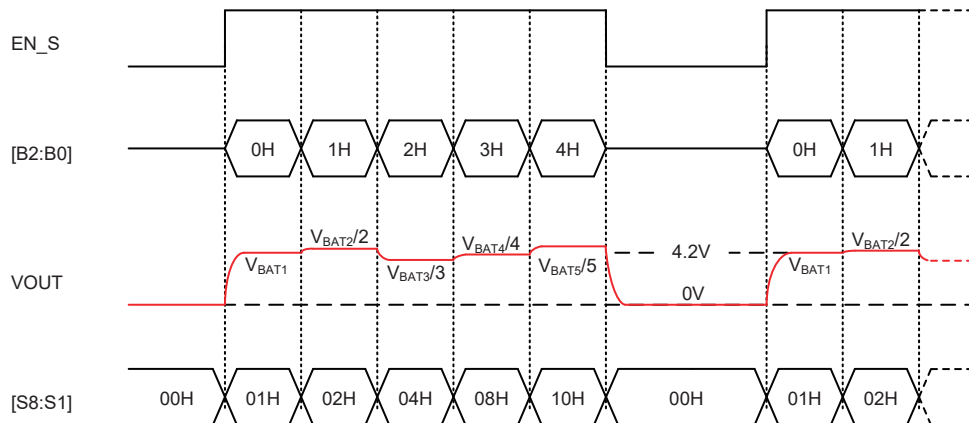 EN_S
[B2:B0] 0H 1H 2H 3H 4H 0H 1H
VOUT VBAT1 VBAT2/2 VBAT3/3 VBAT4/4 VBAT5/5 4.2V 0V VBAT1 VBAT2/2
[S8:S1] 00H 01H 02H 04H 08H 10H 00H 01H 02H